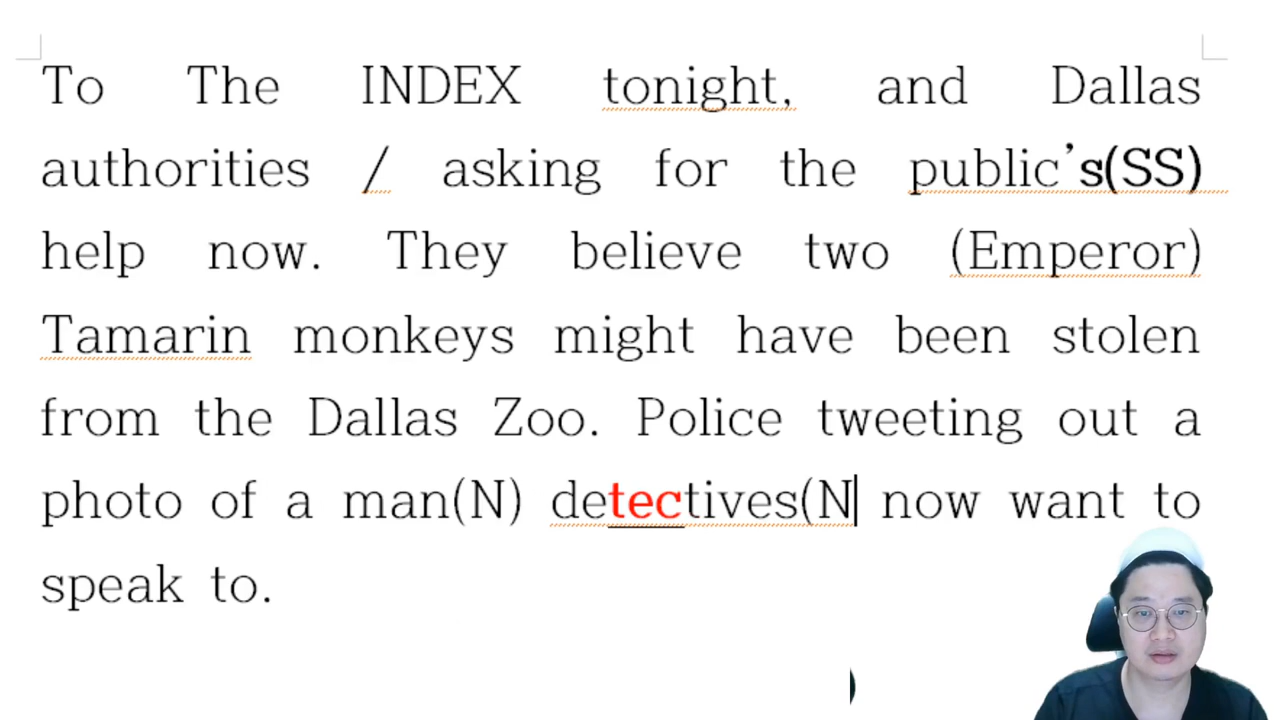 To The INDEX tonight, and Dallas
authorities / asking for the public's(SS)
help now. They believe two (Emperor)
Tamarin monkeys might have been stolen
from the Dallas Zoo. Police tweeting out a
photo of a man(N) detectives(N now want to
speak to.